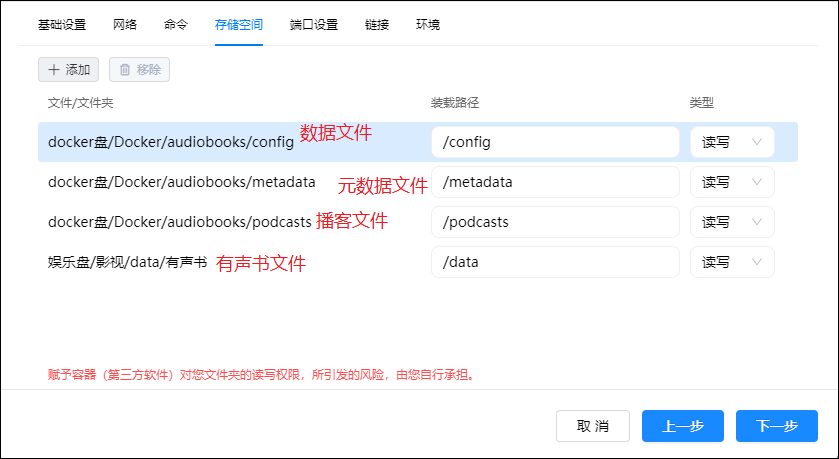 基础设置 网络 命令 存储空间 端口设置 链接 环境
添加 移除
文件/文件夹 装载路径 类型
docker盘/Docker/audiobooks/config 数据文件 /config 读写
docker盘/Docker/audiobooks/metadata 元数据文件 /metadata 读写
docker盘/Docker/audiobooks/podcasts 播客文件 /podcasts 读写
娱乐盘/影视/data/有声书 有声书文件 /data 读写
赋予容器（第三方软件）对您文件夹的读写权限，所引发的风险，由您自行承担。
取消 上一步 下一步